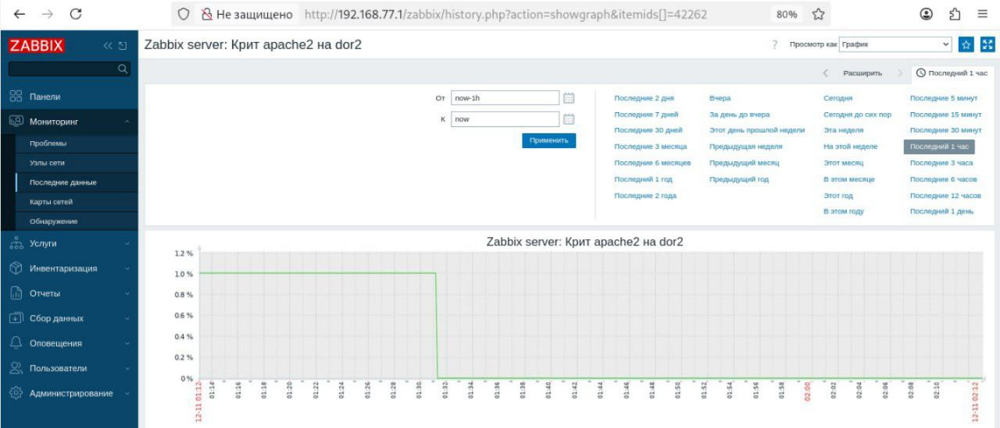 Не защищено http://192.168.77.1/zabbix/history.php?action=showgraph&itemids[]=42262 80%
ZABBIX
Zabbix server: Крит apache2 на dor2
? Просмотр как График
Панели
Мониторинг
Проблемы
Узлы сети
Последние данные
Карты сетей
Обнаружение
Услуги
Инвентаризация
Отчеты
Сбор данных
Оповещения
Пользователи
Администрирование
Расширить Последний 1 час
От now-1h
К now
Применить
Последние 2 дня Вчера Сегодня Последние 5 минут
Последние 7 дней За день до вчера Сегодня до сих пор Последние 15 минут
Последние 30 дней Этот день прошлой недели Эта неделя Последние 30 минут
Последние 3 месяца Предыдущая неделя На этой неделе Последний 1 час
Последние 6 месяцев Предыдущий месяц Этот месяц Последние 3 часа
Последний 1 год Предыдущий год В этом месяце Последние 6 часов
Последние 2 года Этот год Последние 12 часов
В этом году Последний 1 день
Zabbix server: Крит apache2 на dor2
1.2 %
1.0 %
0.8 %
0.6 %
0.4 %
0.2 %
0 %
12-11 01:12 01:14 01:16 01:18 01:20 01:22 01:24 01:26 01:28 01:30 01:32 01:34 01:36 01:38 01:40 01:42 01:44 01:46 01:48 01:50 01:52 01:54 01:56 01:58 02:00 02:02 02:04 02:06 02:08 02:10 12-11 02:12